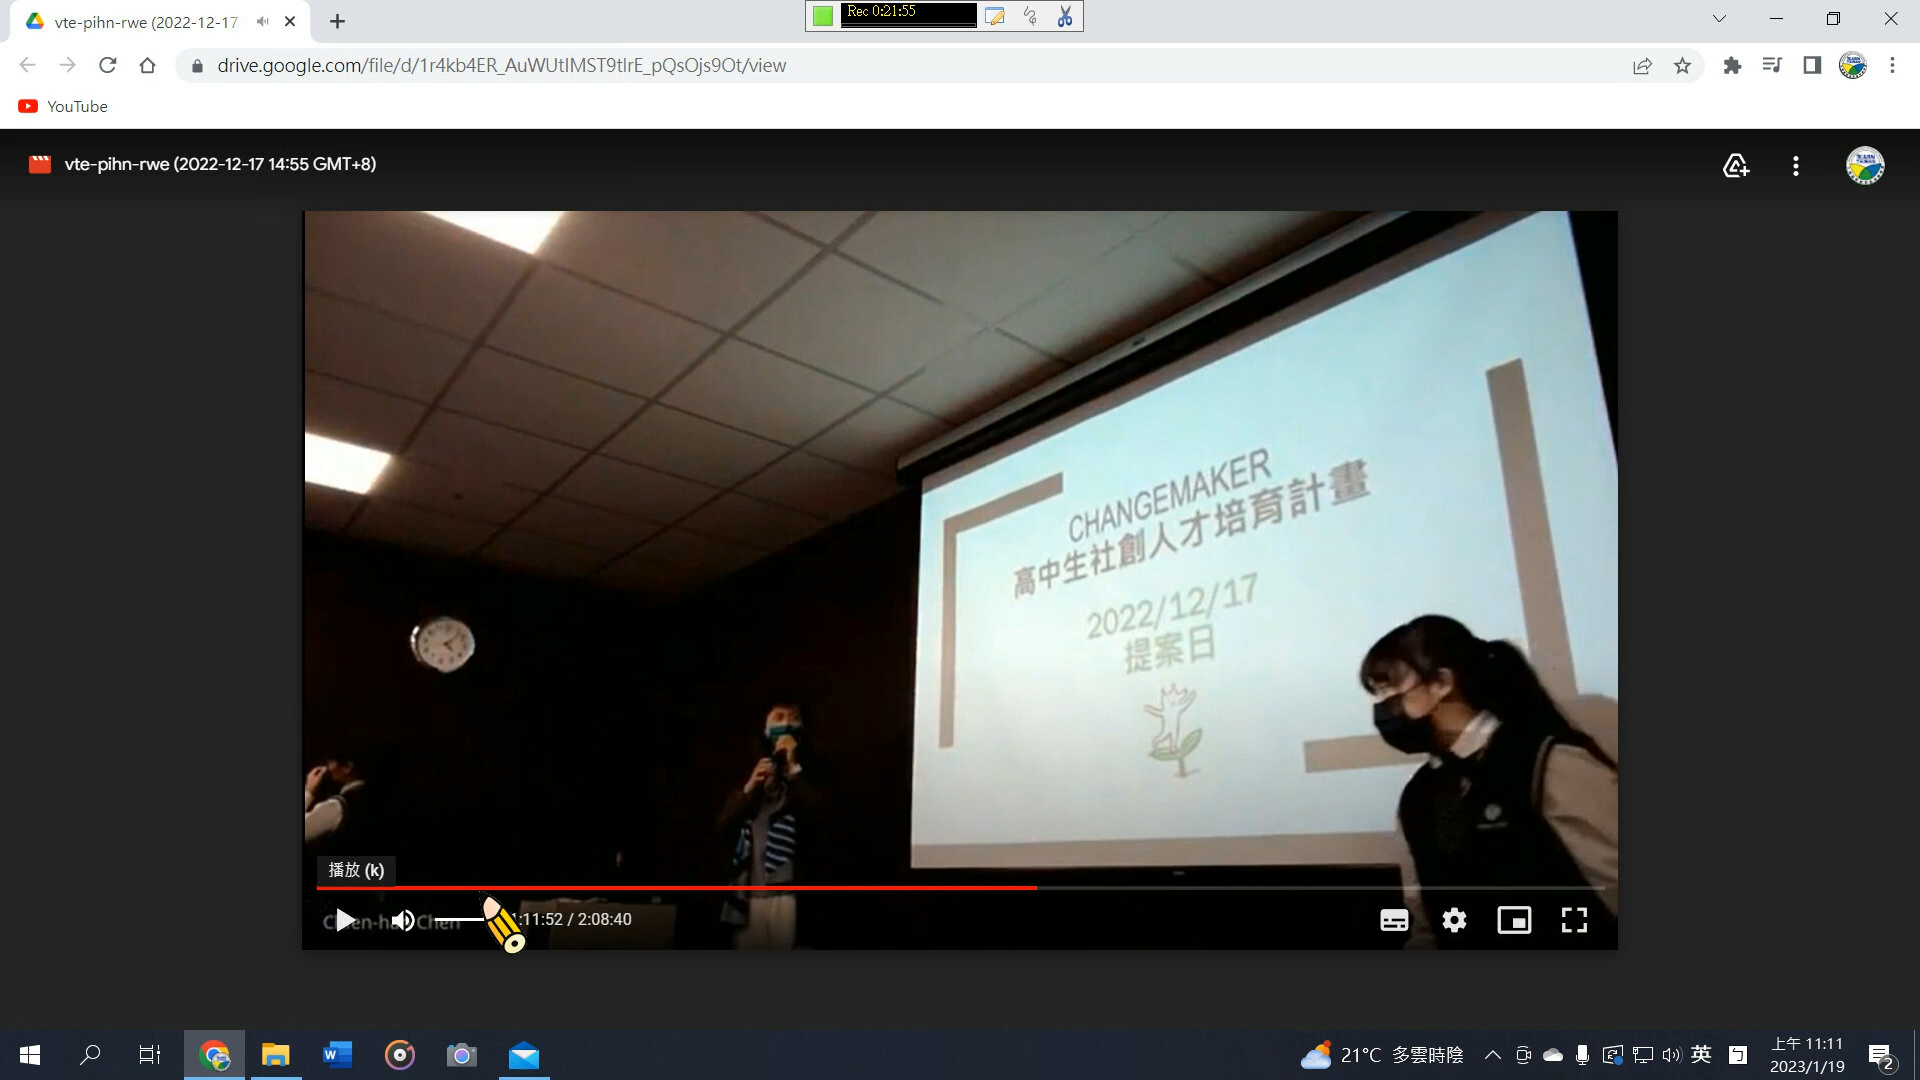 vte-pihn-rwe (2022-12-17
Rec 0:21:55
drive.google.com/file/d/1r4kb4ER_AuWUtIMST9tlrE_pQsOjs9Ot/view
YouTube
vte-pihn-rwe (2022-12-17 14:55 GMT+8)
CHANGEMAKER
高中生社創人才培育計畫
2022/12/17
提案日
播放 (k)
1:11:52 / 2:08:40
21°C 多雲時陰
英
上午 11:11
2023/1/19
2